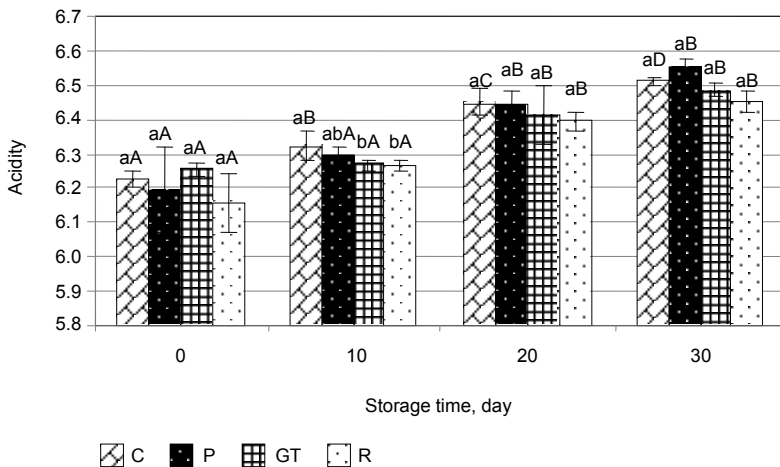 6.7
6.6
6.5
6.4
6.3
6.2
6.1
6.0
5.9
5.8
Acidity
aA aA aA aA
aB abA bA bA
aC aB aB aB
aD aB aB aB
0 10 20 30
Storage time, day
C P GT R